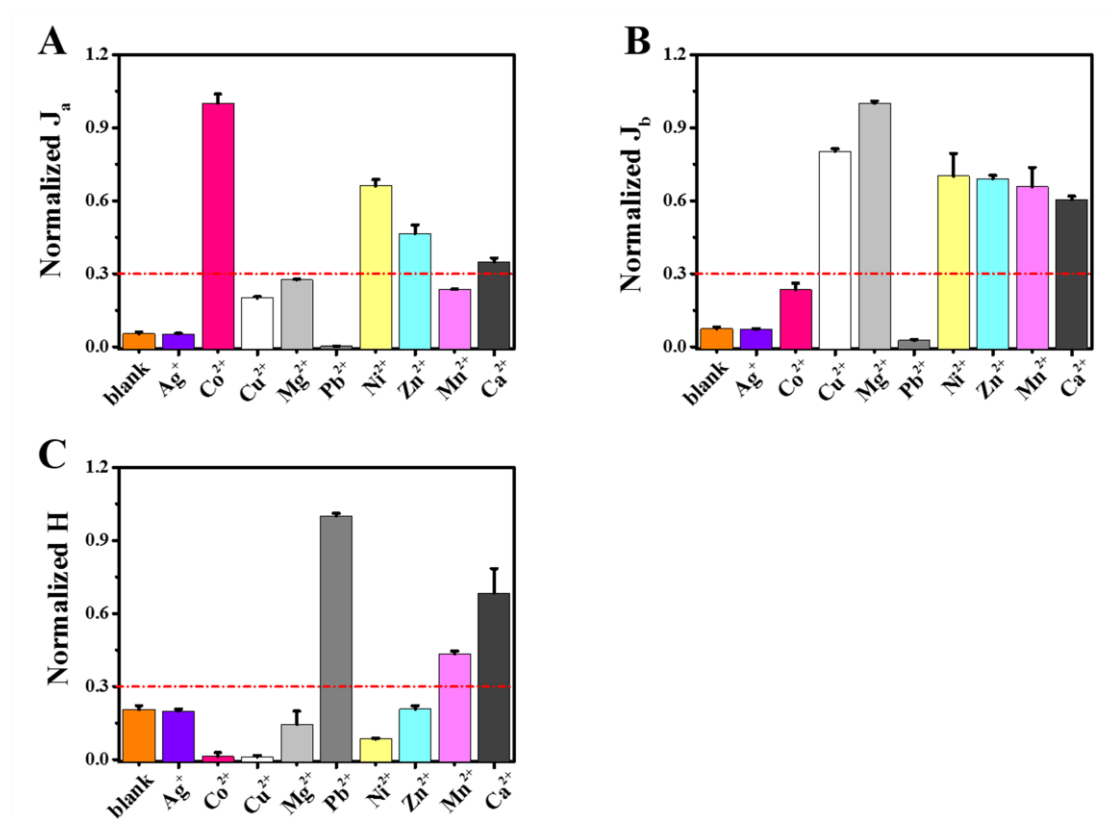 A
B
1.2
0.9
0.6
0.3
0.0
Normalized Jₐ
blank
Ag⁺
Co²⁺
Cu²⁺
Mg²⁺
Pb²⁺
Ni²⁺
Zn²⁺
Mn²⁺
Ca²⁺
1.2
0.9
0.6
0.3
0.0
Normalized J_b
blank
Ag⁺
Co²⁺
Cu²⁺
Mg²⁺
Pb²⁺
Ni²⁺
Zn²⁺
Mn²⁺
Ca²⁺
C
1.2
0.9
0.6
0.3
0.0
Normalized H
blank
Ag⁺
Co²⁺
Cu²⁺
Mg²⁺
Pb²⁺
Ni²⁺
Zn²⁺
Mn²⁺
Ca²⁺